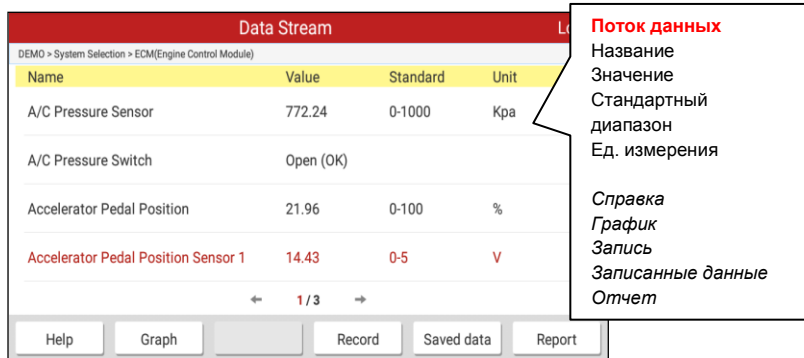 Data Stream
DEMO > System Selection > ECM(Engine Control Module)
Name Value Standard Unit
A/C Pressure Sensor 772.24 0-1000 Kpa
A/C Pressure Switch Open (OK)
Accelerator Pedal Position 21.96 0-100 %
Accelerator Pedal Position Sensor 1 14.43 0-5 V
1 / 3
Help Graph Record Saved data Report
Поток данных
Название
Значение
Стандартный
диапазон
Ед. измерения
Справка
График
Запись
Записанные данные
Отчет